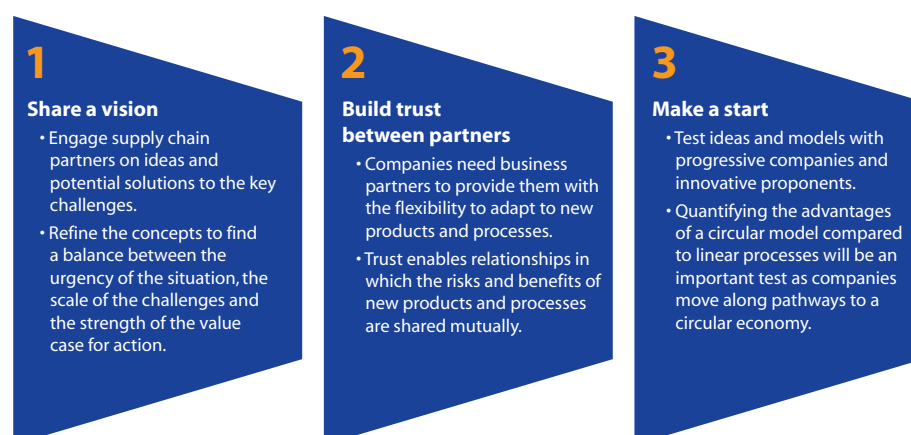 1
Share a vision
• Engage supply chain
partners on ideas and
potential solutions to the key
challenges.
• Refine the concepts to find
a balance between the
urgency of the situation, the
scale of the challenges and
the strength of the value
case for action.
2
Build trust
between partners
• Companies need business
partners to provide them with
the flexibility to adapt to new
products and processes.
• Trust enables relationships in
which the risks and benefits of
new products and processes
are shared mutually.
3
Make a start
• Test ideas and models with
progressive companies and
innovative proponents.
• Quantifying the advantages
of a circular model compared
to linear processes will be an
important test as companies
move along pathways to a
circular economy.